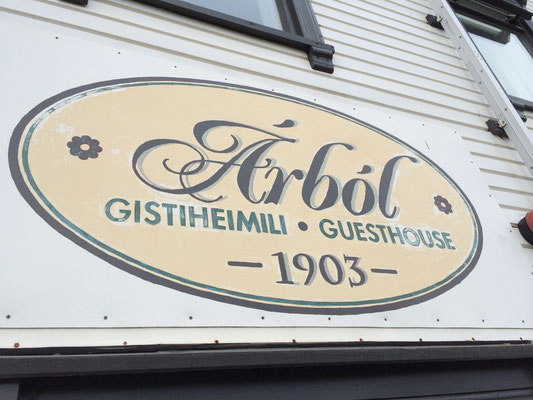 Árból
GISTIHEIMILI • GUESTHOUSE
– 1903 –